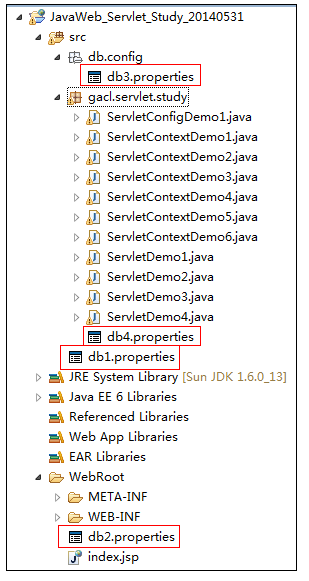 JavaWeb_Servlet_Study_20140531
src
db.config
db3.properties
gacl.servlet.study
ServletConfigDemo1.java
ServletContextDemo1.java
ServletContextDemo2.java
ServletContextDemo3.java
ServletContextDemo4.java
ServletContextDemo5.java
ServletContextDemo6.java
ServletDemo1.java
ServletDemo2.java
ServletDemo3.java
ServletDemo4.java
db4.properties
db1.properties
JRE System Library [Sun JDK 1.6.0_13]
Java EE 6 Libraries
Referenced Libraries
Web App Libraries
EAR Libraries
WebRoot
META-INF
WEB-INF
db2.properties
index.jsp